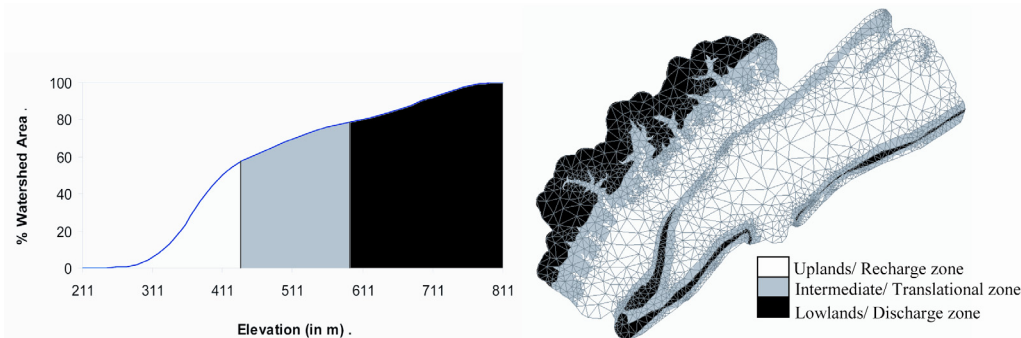 100
80
60
40
20
0
% Watershed Area .
211 311 411 511 611 711 811
Elevation (in m) .
Uplands/ Recharge zone
Intermediate/ Translational zone
Lowlands/ Discharge zone